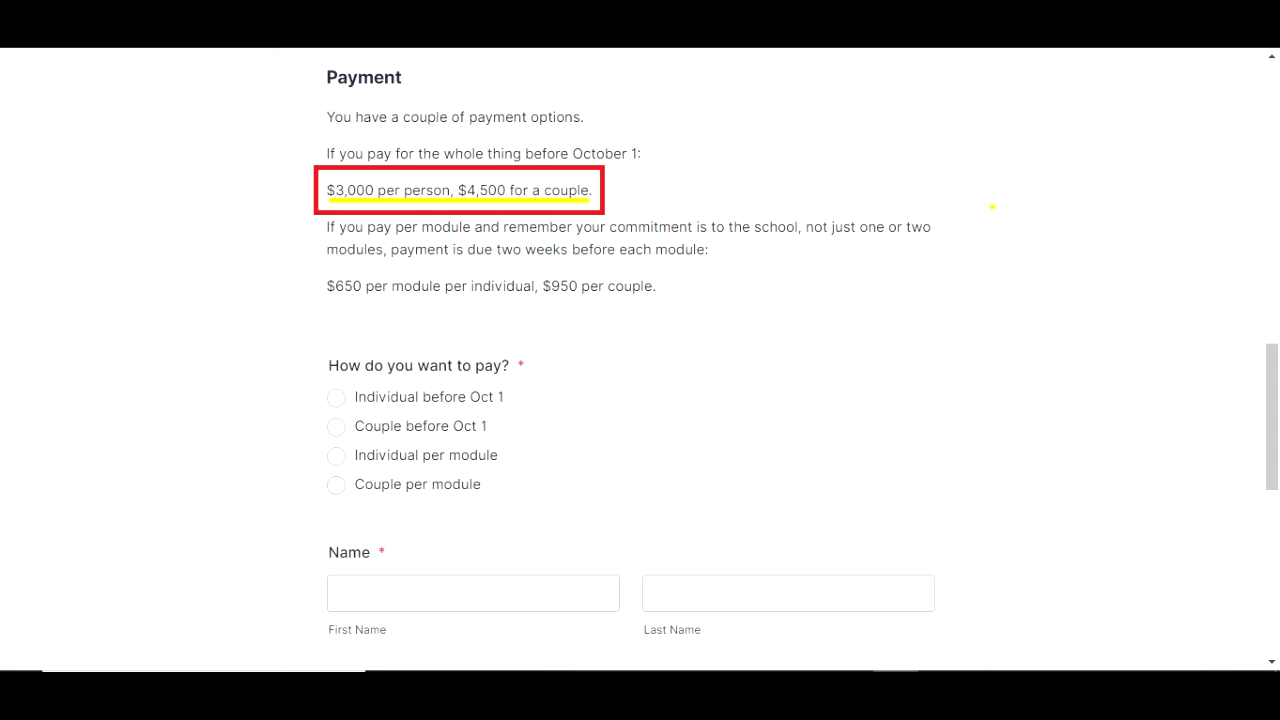 Payment
You have a couple of payment options.
If you pay for the whole thing before October 1:
$3,000 per person, $4,500 for a couple.
If you pay per module and remember your commitment is to the school, not just one or two
modules, payment is due two weeks before each module:
$650 per module per individual, $950 per couple.
How do you want to pay? *
Individual before Oct 1
Couple before Oct 1
Individual per module
Couple per module
Name *
First Name
Last Name